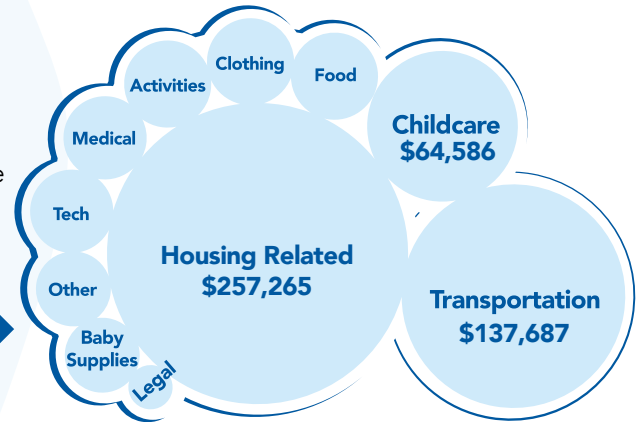 Clothing
Food
Activities
Childcare
$64,586
Medical
e
Tech
Housing Related
$257,265
Other
Transportation
$137,687
Baby
Supplies
Legal